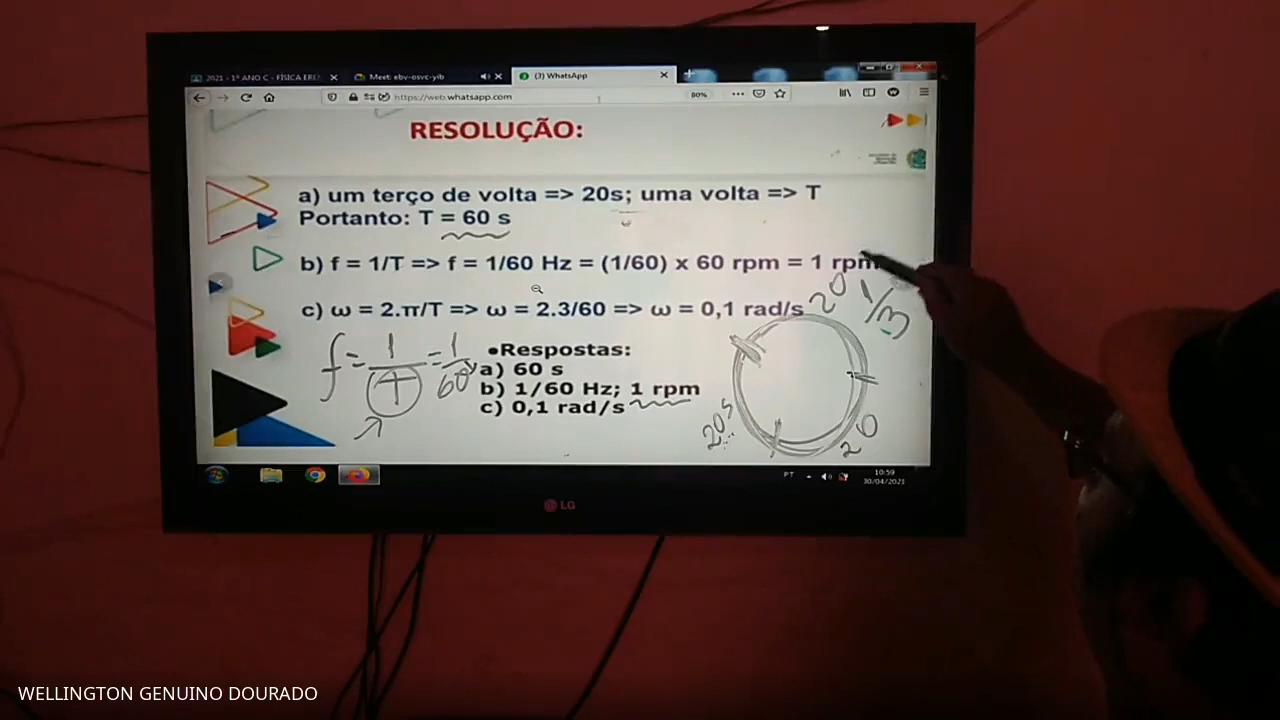 2021 - 1º ANO C - FÍSICA ERE
Meet: ebv-osvc-yib
(3) WhatsApp
https://web.whatsapp.com
80%
RESOLUÇÃO:
a) um terço de volta => 20s; uma volta => T
Portanto: T = 60 s
b) f = 1/T => f = 1/60 Hz = (1/60) x 60 rpm = 1 rpm
c) ω = 2.π/T => ω = 2.3/60 => ω = 0,1 rad/s
20 1/3
f = 1/T = 1/60
•Respostas:
a) 60 s
b) 1/60 Hz; 1 rpm
c) 0,1 rad/s
20s
20
PT
10:59
30/04/2021
LG
WELLINGTON GENUINO DOURADO